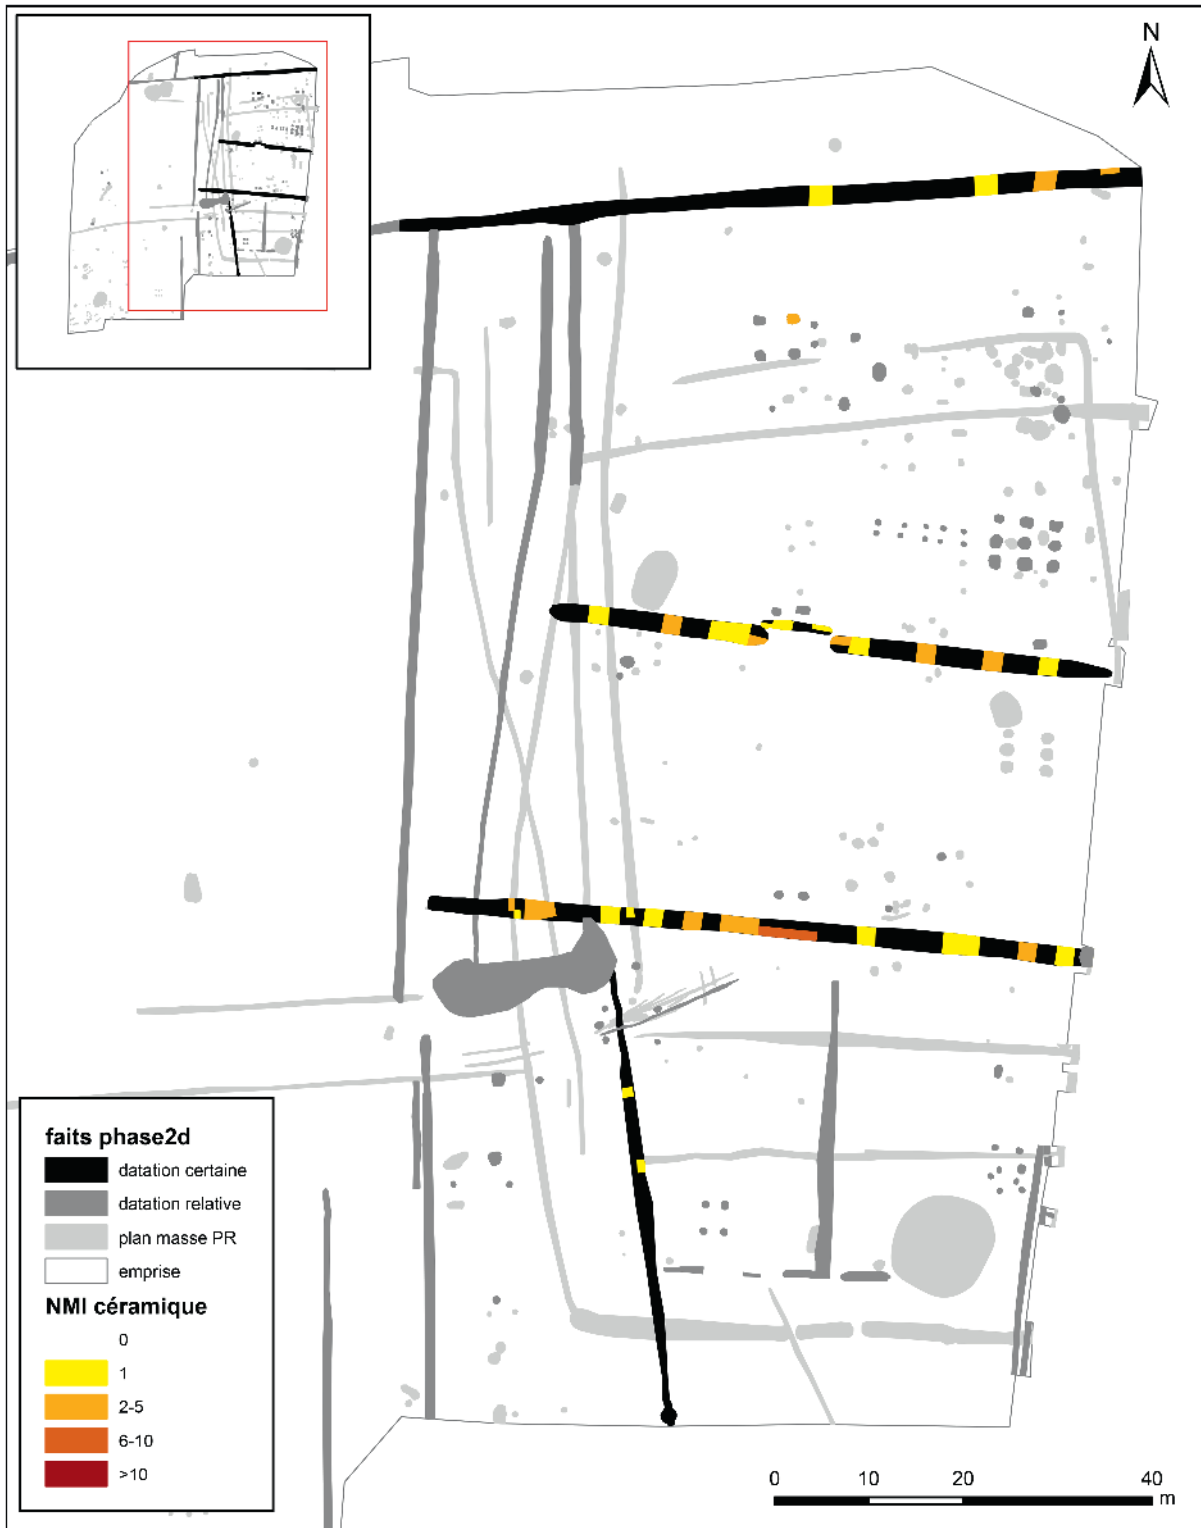 N
faits phase2d
datation certaine
datation relative
plan masse PR
emprise
NMI céramique
0
1
2-5
6-10
>10
0 10 20 40
m